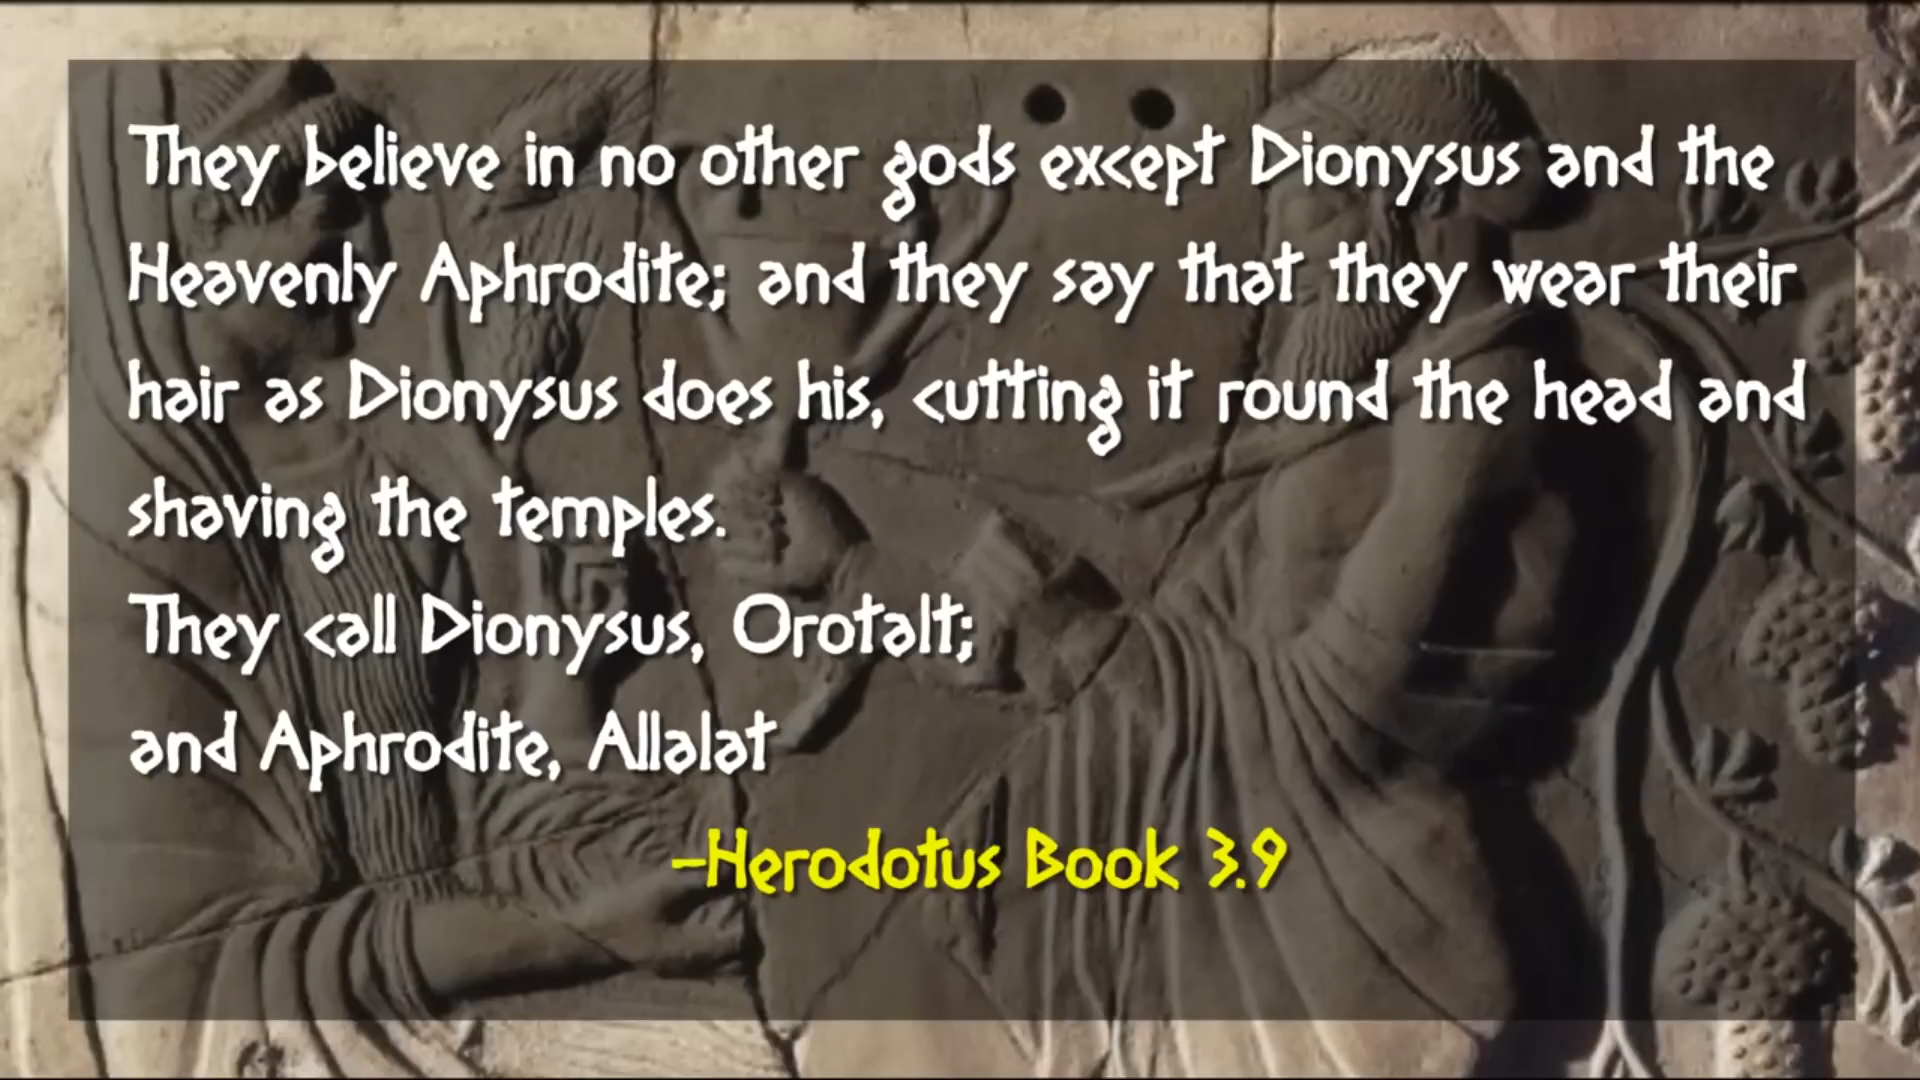 They believe in no other gods except Dionysus and the
Heavenly Aphrodite; and they say that they wear their
hair as Dionysus does his, cutting it round the head and
shaving the temples.
They call Dionysus, Orotalt;
and Aphrodite, Allalat
-Herodotus Book 3.9